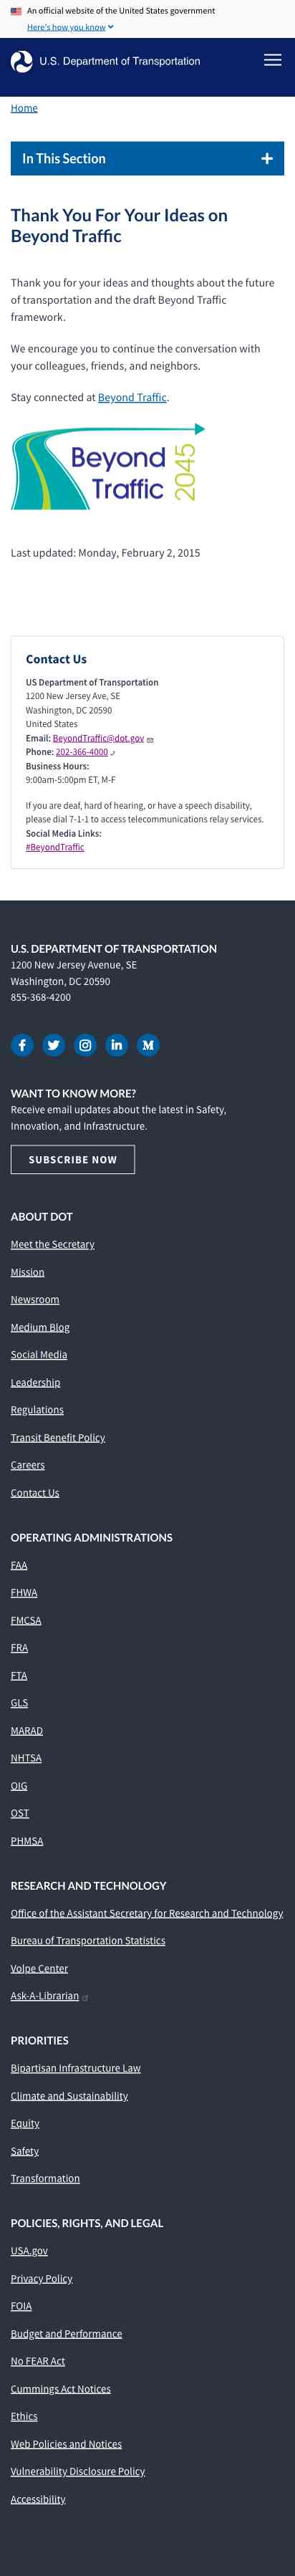 An official website of the United States government
Here's how you know
U.S. Department of Transportation
Home
In This Section
Thank You For Your Ideas on
Beyond Traffic
Thank you for your ideas and thoughts about the future
of transportation and the draft Beyond Traffic
framework.
We encourage you to continue the conversation with
your colleagues, friends, and neighbors.
Stay connected at Beyond Traffic.
Beyond
Traffic
2045
Last updated: Monday, February 2, 2015
Contact Us
US Department of Transportation
1200 New Jersey Ave, SE
Washington, DC 20590
United States
Email: BeyondTraffic@dot.gov
Phone: 202-366-4000
Business Hours:
9:00am-5:00pm ET, M-F
If you are deaf, hard of hearing, or have a speech disability,
please dial 7-1-1 to access telecommunications relay services.
Social Media Links:
#BeyondTraffic
U.S. DEPARTMENT OF TRANSPORTATION
1200 New Jersey Avenue, SE
Washington, DC 20590
855-368-4200
WANT TO KNOW MORE?
Receive email updates about the latest in Safety,
Innovation, and Infrastructure.
SUBSCRIBE NOW
ABOUT DOT
Meet the Secretary
Mission
Newsroom
Medium Blog
Social Media
Leadership
Regulations
Transit Benefit Policy
Careers
Contact Us
OPERATING ADMINISTRATIONS
FAA
FHWA
FMCSA
FRA
FTA
GLS
MARAD
NHTSA
OIG
OST
PHMSA
RESEARCH AND TECHNOLOGY
Office of the Assistant Secretary for Research and Technology
Bureau of Transportation Statistics
Volpe Center
Ask-A-Librarian
PRIORITIES
Bipartisan Infrastructure Law
Climate and Sustainability
Equity
Safety
Transformation
POLICIES, RIGHTS, AND LEGAL
USA.gov
Privacy Policy
FOIA
Budget and Performance
No FEAR Act
Cummings Act Notices
Ethics
Web Policies and Notices
Vulnerability Disclosure Policy
Accessibility